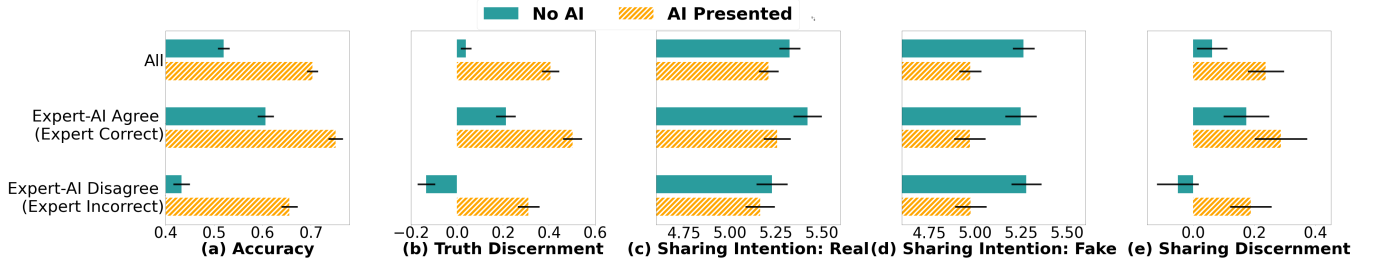 No AI AI Presented
All
Expert-AI Agree
(Expert Correct)
Expert-AI Disagree
(Expert Incorrect)
0.4 0.5 0.6 0.7
−0.2 0.0 0.2 0.4 0.6
4.75 5.00 5.25 5.50
4.75 5.00 5.25 5.50
0.0 0.2 0.4
(a) Accuracy
(b) Truth Discernment
(c) Sharing Intention: Real
(d) Sharing Intention: Fake
(e) Sharing Discernment